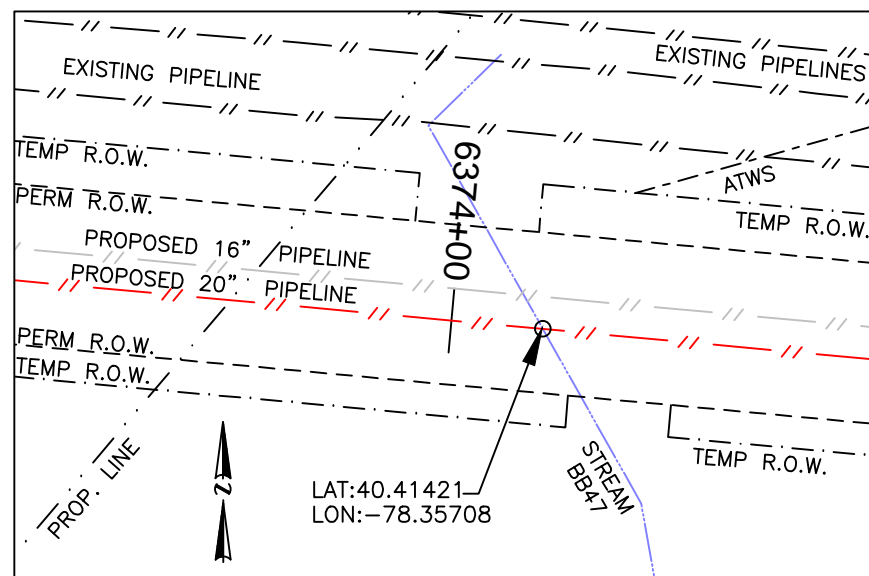 EXISTING PIPELINES
EXISTING PIPELINE
TEMP R.O.W.
ATWS
PERM R.O.W.
TEMP R.O.W.
6374+00
PROPOSED 16” PIPELINE
PROPOSED 20” PIPELINE
PERM R.O.W.
TEMP R.O.W.
PROP. LINE
N
LAT:40.41421
LON:-78.35708
STREAM
BB47
TEMP R.O.W.